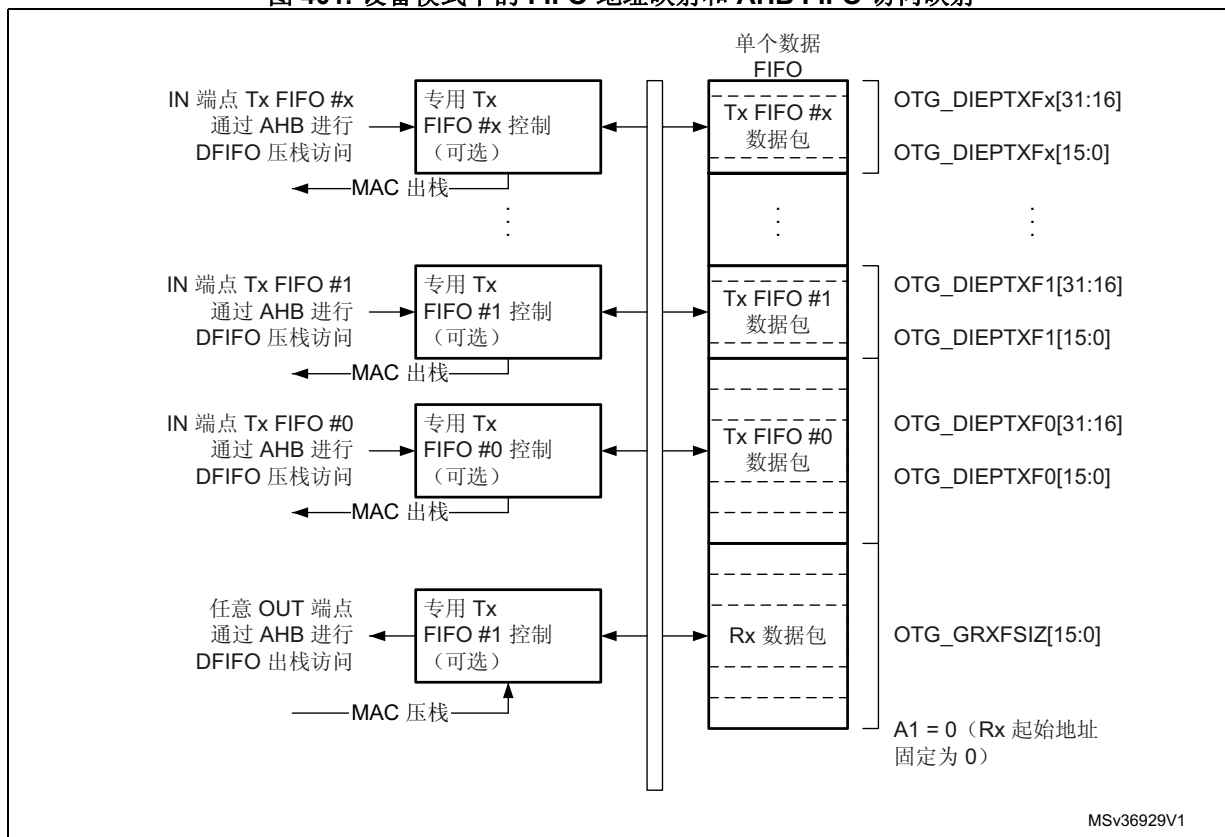 图 401. 设备模式下的 FIFO 地址映射和 AHB FIFO 访问映射
单个数据
FIFO
IN 端点 Tx FIFO #x
通过 AHB 进行
DFIFO 压栈访问
专用 Tx
FIFO #x 控制
（可选）
MAC 出栈
Tx FIFO #x
数据包
OTG_DIEPTXFx[31:16]
OTG_DIEPTXFx[15:0]
IN 端点 Tx FIFO #1
通过 AHB 进行
DFIFO 压栈访问
专用 Tx
FIFO #1 控制
（可选）
MAC 出栈
Tx FIFO #1
数据包
OTG_DIEPTXF1[31:16]
OTG_DIEPTXF1[15:0]
IN 端点 Tx FIFO #0
通过 AHB 进行
DFIFO 压栈访问
专用 Tx
FIFO #0 控制
（可选）
MAC 出栈
Tx FIFO #0
数据包
OTG_DIEPTXF0[31:16]
OTG_DIEPTXF0[15:0]
任意 OUT 端点
通过 AHB 进行
DFIFO 出栈访问
专用 Tx
FIFO #1 控制
（可选）
MAC 压栈
Rx 数据包
OTG_GRXFSIZ[15:0]
A1 = 0（Rx 起始地址
固定为 0）
MSv36929V1